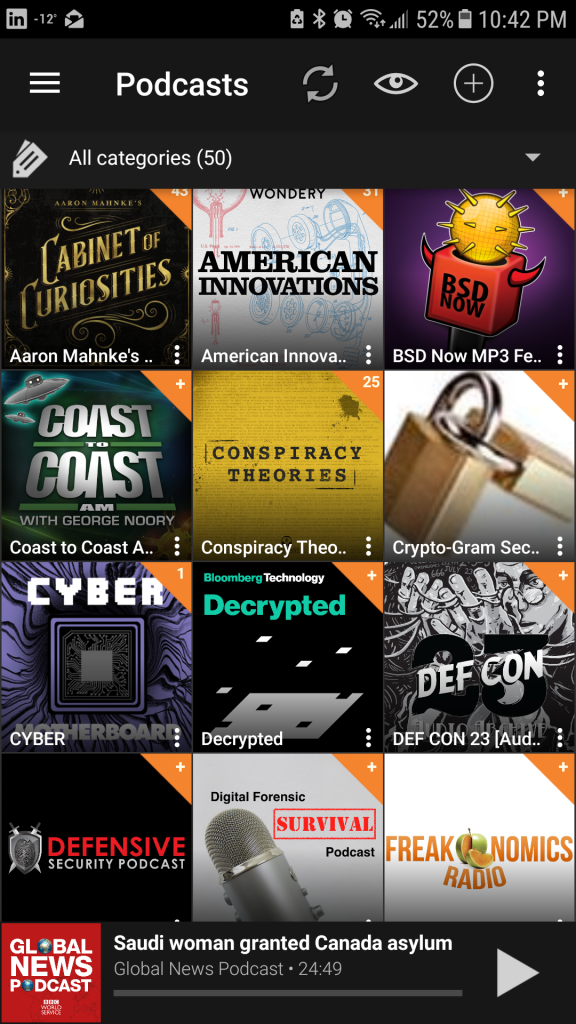 in -12° 52% 10:42 PM
Podcasts
All categories (50)
AARON MAHNKE'S
CABINET OF
CURIOSITIES
43
Aaron Mahnke's ..
WONDERY
31
AMERICAN
INNOVATIONS
American Innova..
+
BSD
NOW
BSD Now MP3 Fe..
+
COAST
TO
COAST
AM
WITH GEORGE NOORY
Coast to Coast A..
25
CONSPIRACY
THEORIES
Conspiracy Theo..
+
Crypto-Gram Sec..
1
CYBER
MOTHERBOARD
CYBER
+
Bloomberg Technology
Decrypted
Decrypted
+
23
DEF CON
AUDIO ARCHIVE
DEF CON 23 [Aud..
+
DEFENSIVE
SECURITY PODCAST
+
Digital Forensic
SURVIVAL
Podcast
+
FREAKONOMICS
RADIO
GLOBAL
NEWS
PODCAST
BBC
WORLD
SERVICE
Saudi woman granted Canada asylum
Global News Podcast • 24:49